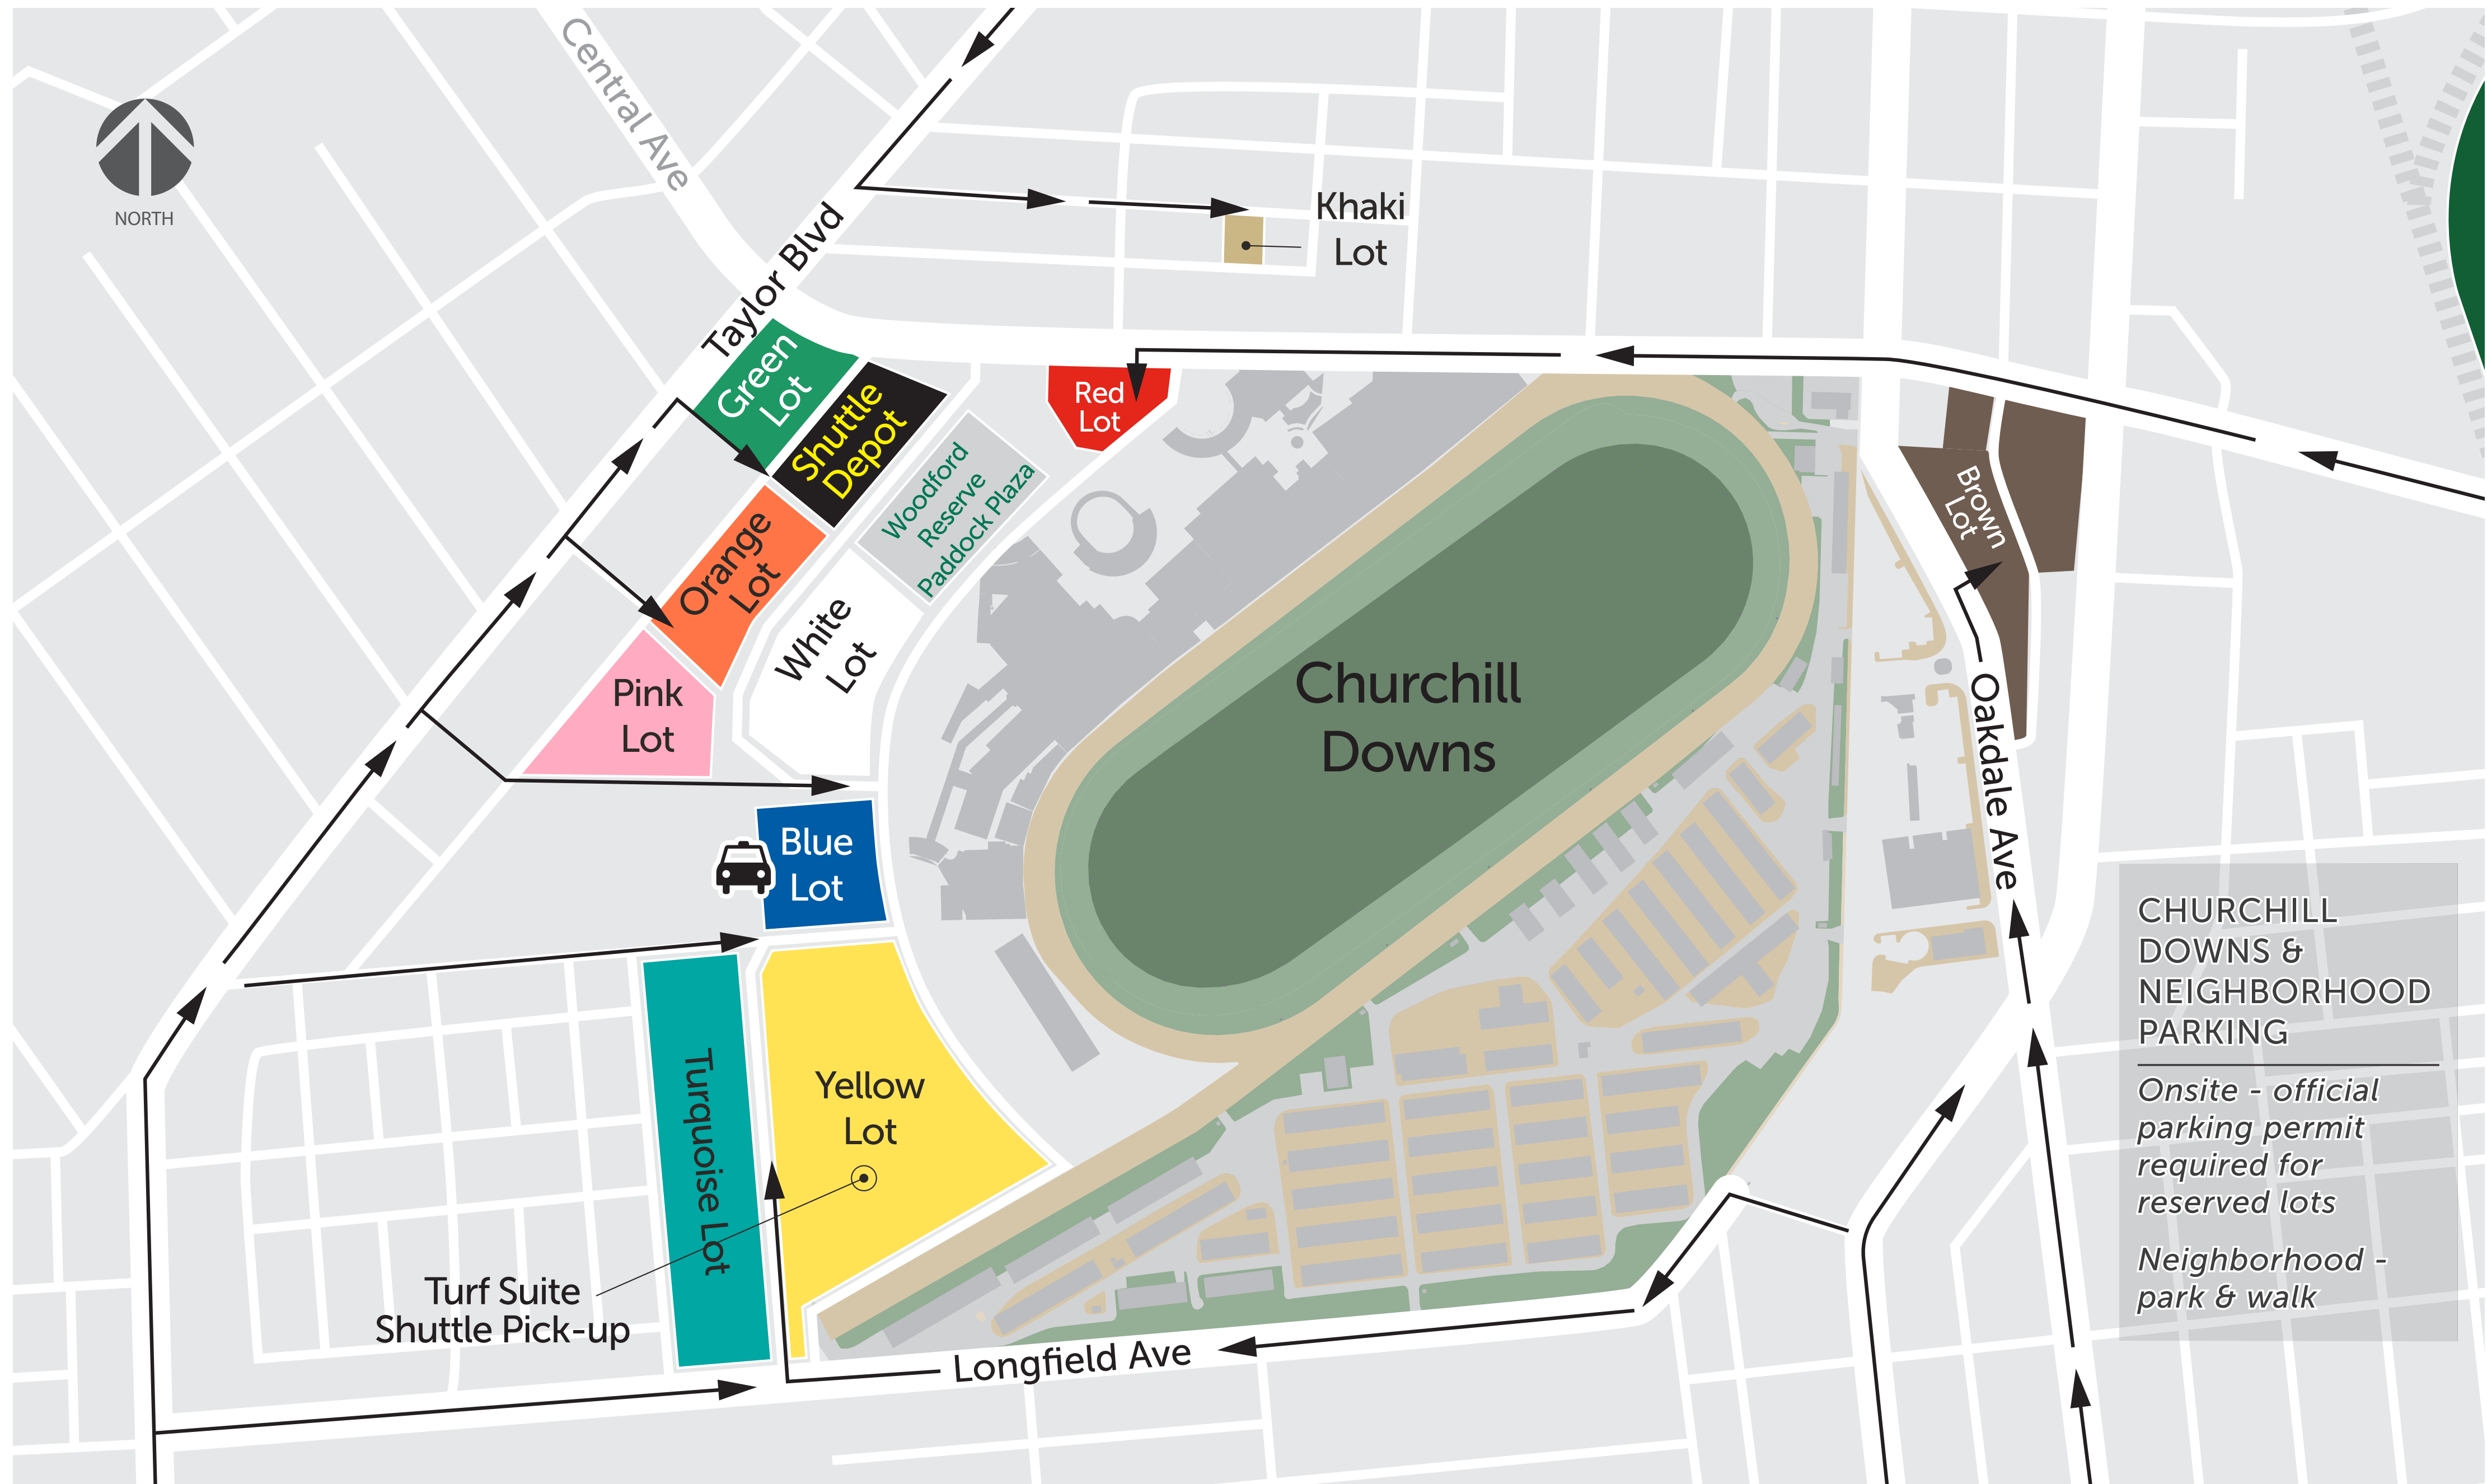 Central Ave
NORTH
Taylor Blvd
Khaki
Lot
Green
Lot
Shuttle
Depot
Red
Lot
Woodford
Reserve
Paddock Plaza
Brown
Lot
Orange
Lot
White
Lot
Pink
Lot
Churchill
Downs
Oakdale Ave
Blue
Lot
Yellow
Lot
Turquoise Lot
Turf Suite
Shuttle Pick-up
Longfield Ave
CHURCHILL
DOWNS &
NEIGHBORHOOD
PARKING
Onsite - official
parking permit
required for
reserved lots
Neighborhood -
park & walk